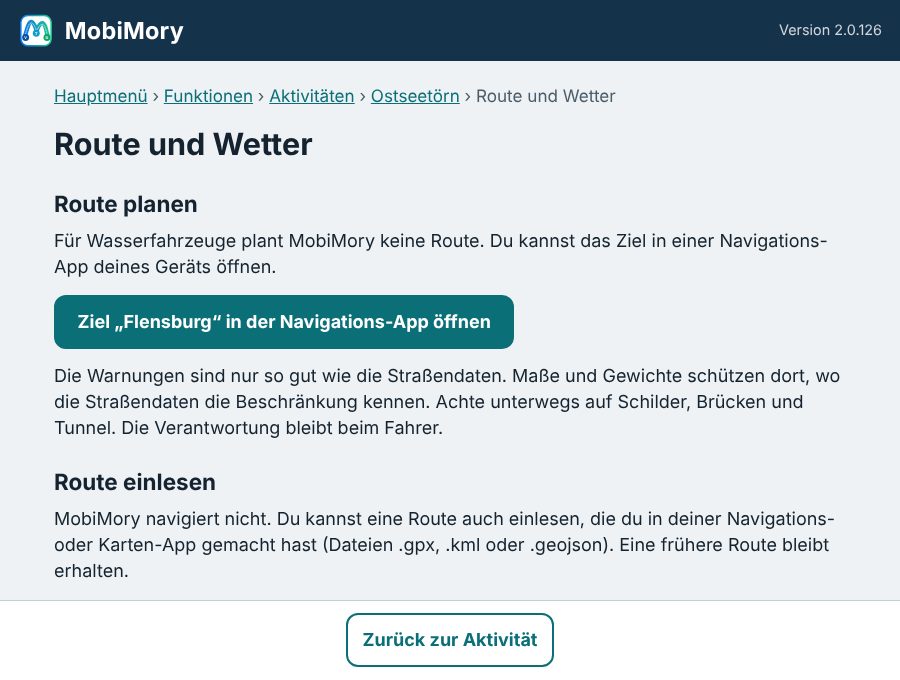 MobiMory
Version 2.0.126
Hauptmenü › Funktionen › Aktivitäten › Ostseetörn › Route und Wetter
Route und Wetter
Route planen
Für Wasserfahrzeuge plant MobiMory keine Route. Du kannst das Ziel in einer Navigations-
App deines Geräts öffnen.
Ziel „Flensburg“ in der Navigations-App öffnen
Die Warnungen sind nur so gut wie die Straßendaten. Maße und Gewichte schützen dort, wo
die Straßendaten die Beschränkung kennen. Achte unterwegs auf Schilder, Brücken und
Tunnel. Die Verantwortung bleibt beim Fahrer.
Route einlesen
MobiMory navigiert nicht. Du kannst eine Route auch einlesen, die du in deiner Navigations-
oder Karten-App gemacht hast (Dateien .gpx, .kml oder .geojson). Eine frühere Route bleibt
erhalten.
Zurück zur Aktivität